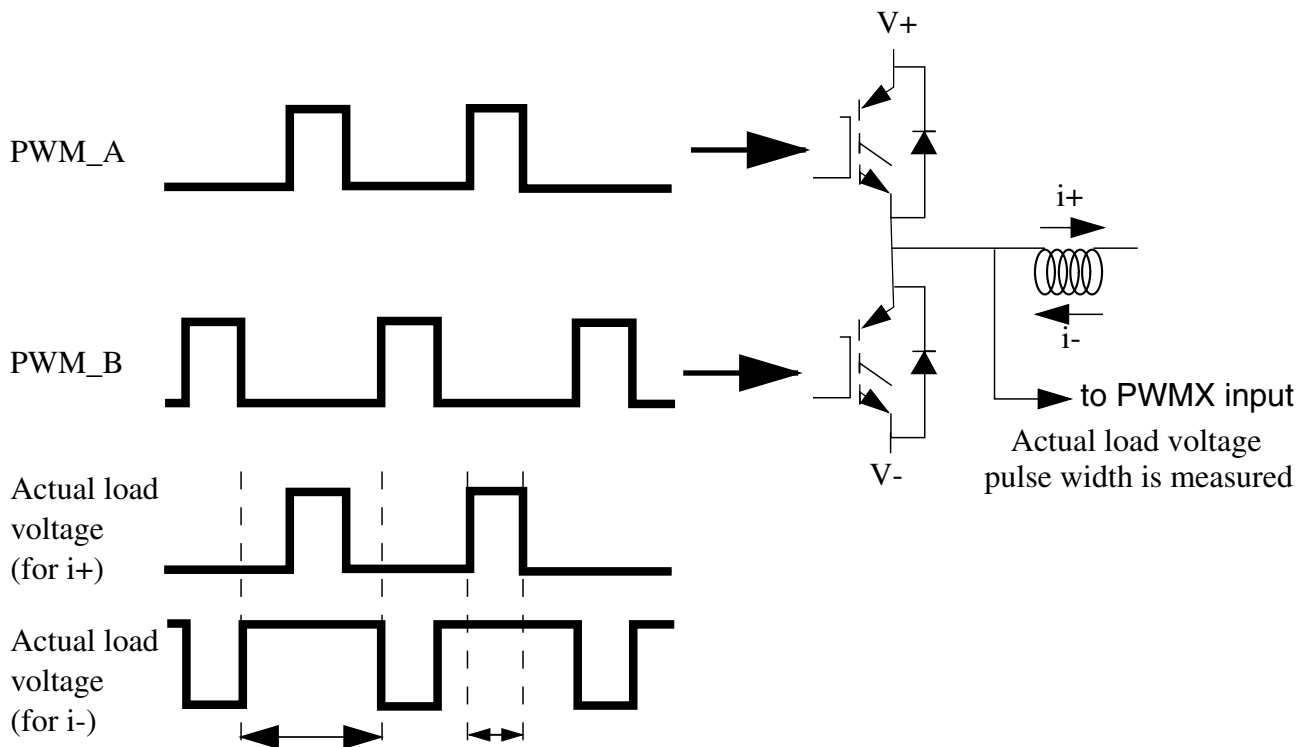 V+
PWM_A
i+
PWM_B
i-
to PWMX input
Actual load voltage
pulse width is measured
V-
Actual load
voltage
(for i+)
Actual load
voltage
(for i-)